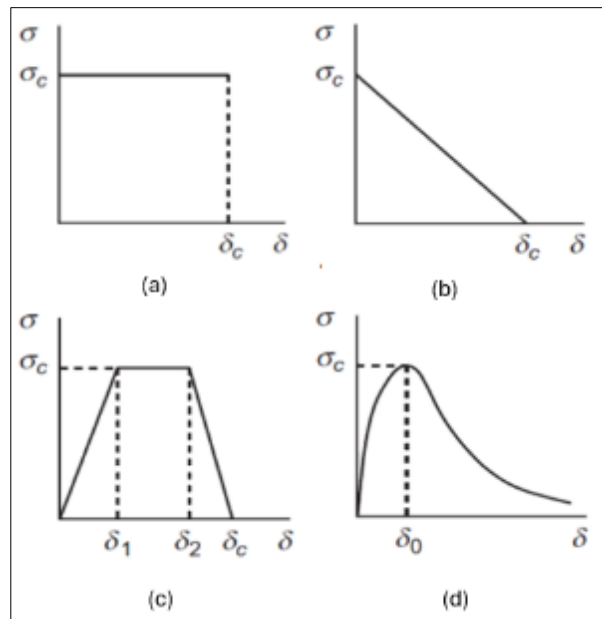 σ σ
σc σc
δc δ δc δ
(a) (b)
σ σ
σc σc
δ1 δ2 δc δ δ0 δ
(c) (d)